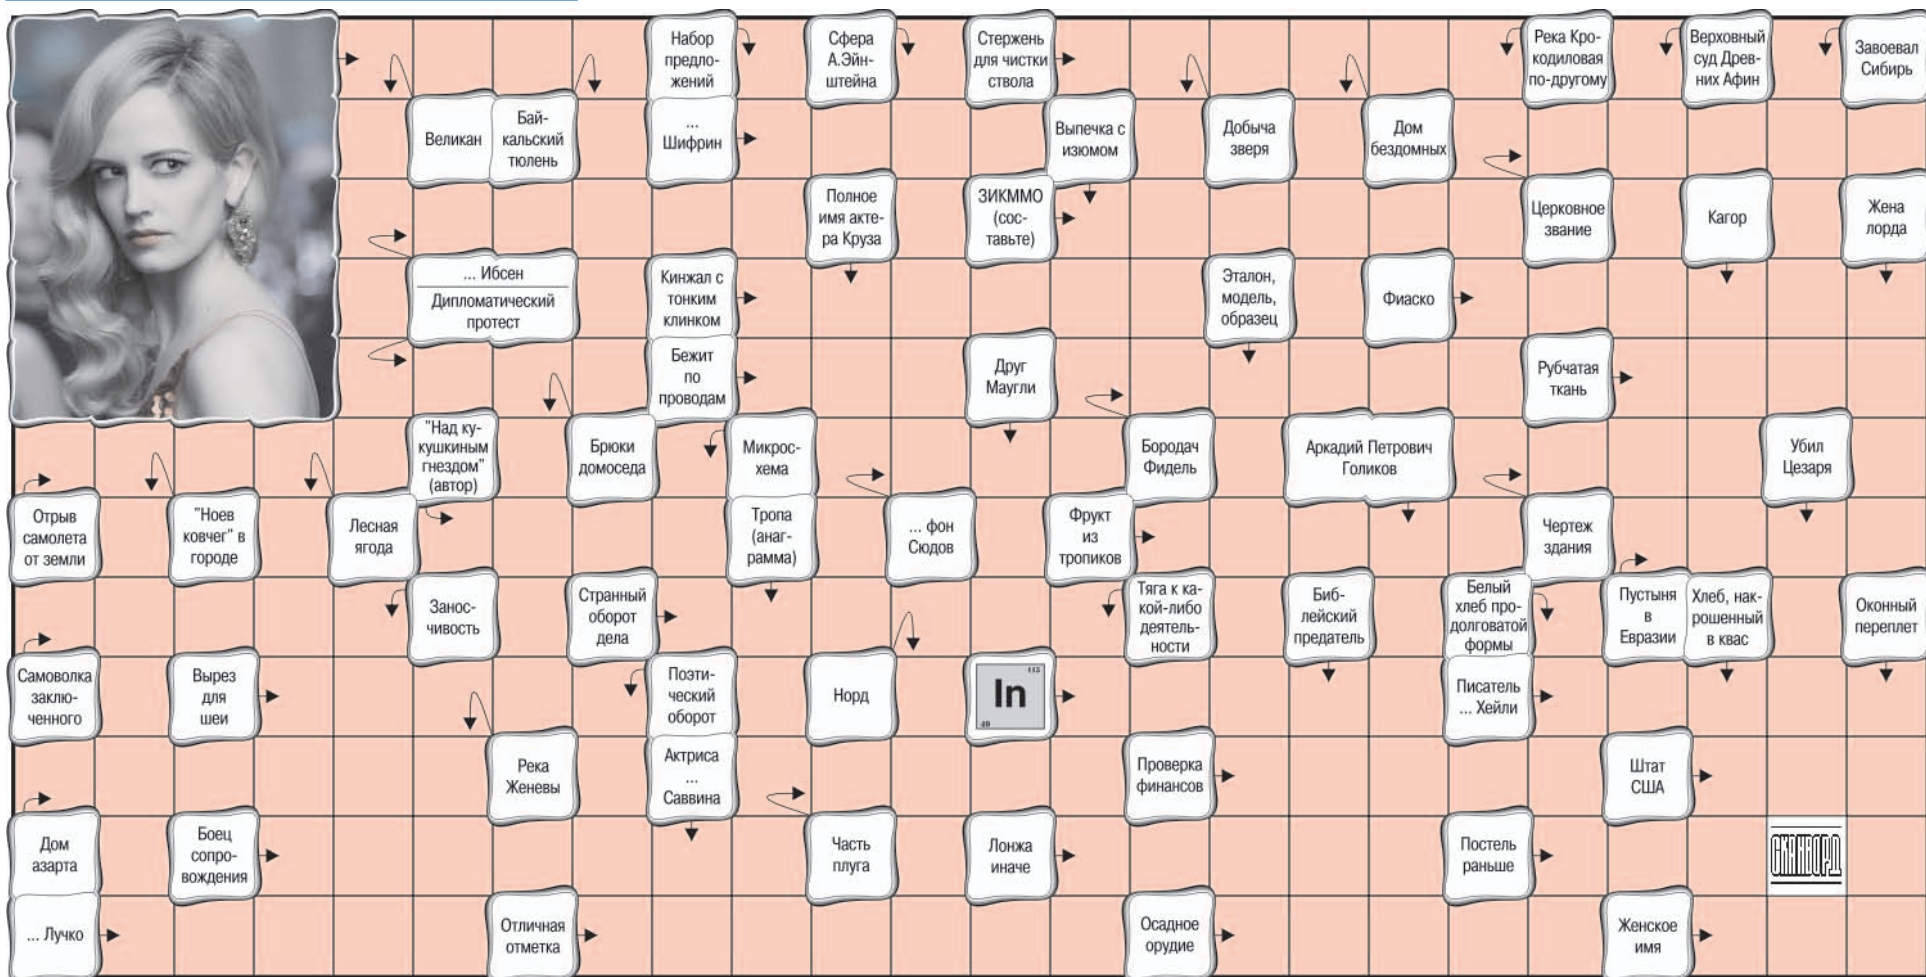 Набор
предло-
жений
Сфера
А.Эйн-
штейна
Стержень
для чистки
ствола
Река Кро-
кодиловая
по-другому
Верховный
суд Древ-
них Афин
Завоевал
Сибирь
Великан
Бай-
кальский
тюлень
...
Шифрин
Выпечка с
изюмом
Добыча
зверя
Дом
бездомных
Полное
имя акте-
ра Круза
ЗИКММО
(сос-
тавьте)
Церковное
звание
Кагор
Жена
лорда
... Ибсен
Дипломатический
протест
Кинжал с
тонким
клинком
Эталон,
модель,
образец
Фиаско
Бежит
по
проводам
Друг
Маугли
Рубчатая
ткань
"Над ку-
кушкиным
гнездом"
(автор)
Брюки
домоседа
Микрос-
хема
Бородач
Фидель
Аркадий Петрович
Голиков
Убил
Цезаря
Отрыв
самолета
от земли
"Ноев
ковчег" в
городе
Лесная
ягода
Тропа
(анаг-
рамма)
... фон
Сюдов
Фрукт
из
тропиков
Чертеж
здания
Занос-
чивость
Странный
оборот
дела
Тяга к ка-
кой-либо
деятель-
ности
Биб-
лейский
предатель
Белый
хлеб про-
долговатой
формы
Пустыня
в
Евразии
Хлеб, нак-
рошенный
в квас
Оконный
переплет
Самоволка
заклю-
ченного
Вырез
для
шеи
Поэти-
ческий
оборот
Норд
115
In
49
Писатель
... Хейли
Река
Женевы
Актриса
...
Саввина
Проверка
финансов
Штат
США
Дом
азарта
Боец
сопро-
вождения
Часть
плуга
Лонжа
иначе
Постель
раньше
СКАНВОРД
... Лучко
Отличная
отметка
Осадное
орудие
Женское
имя